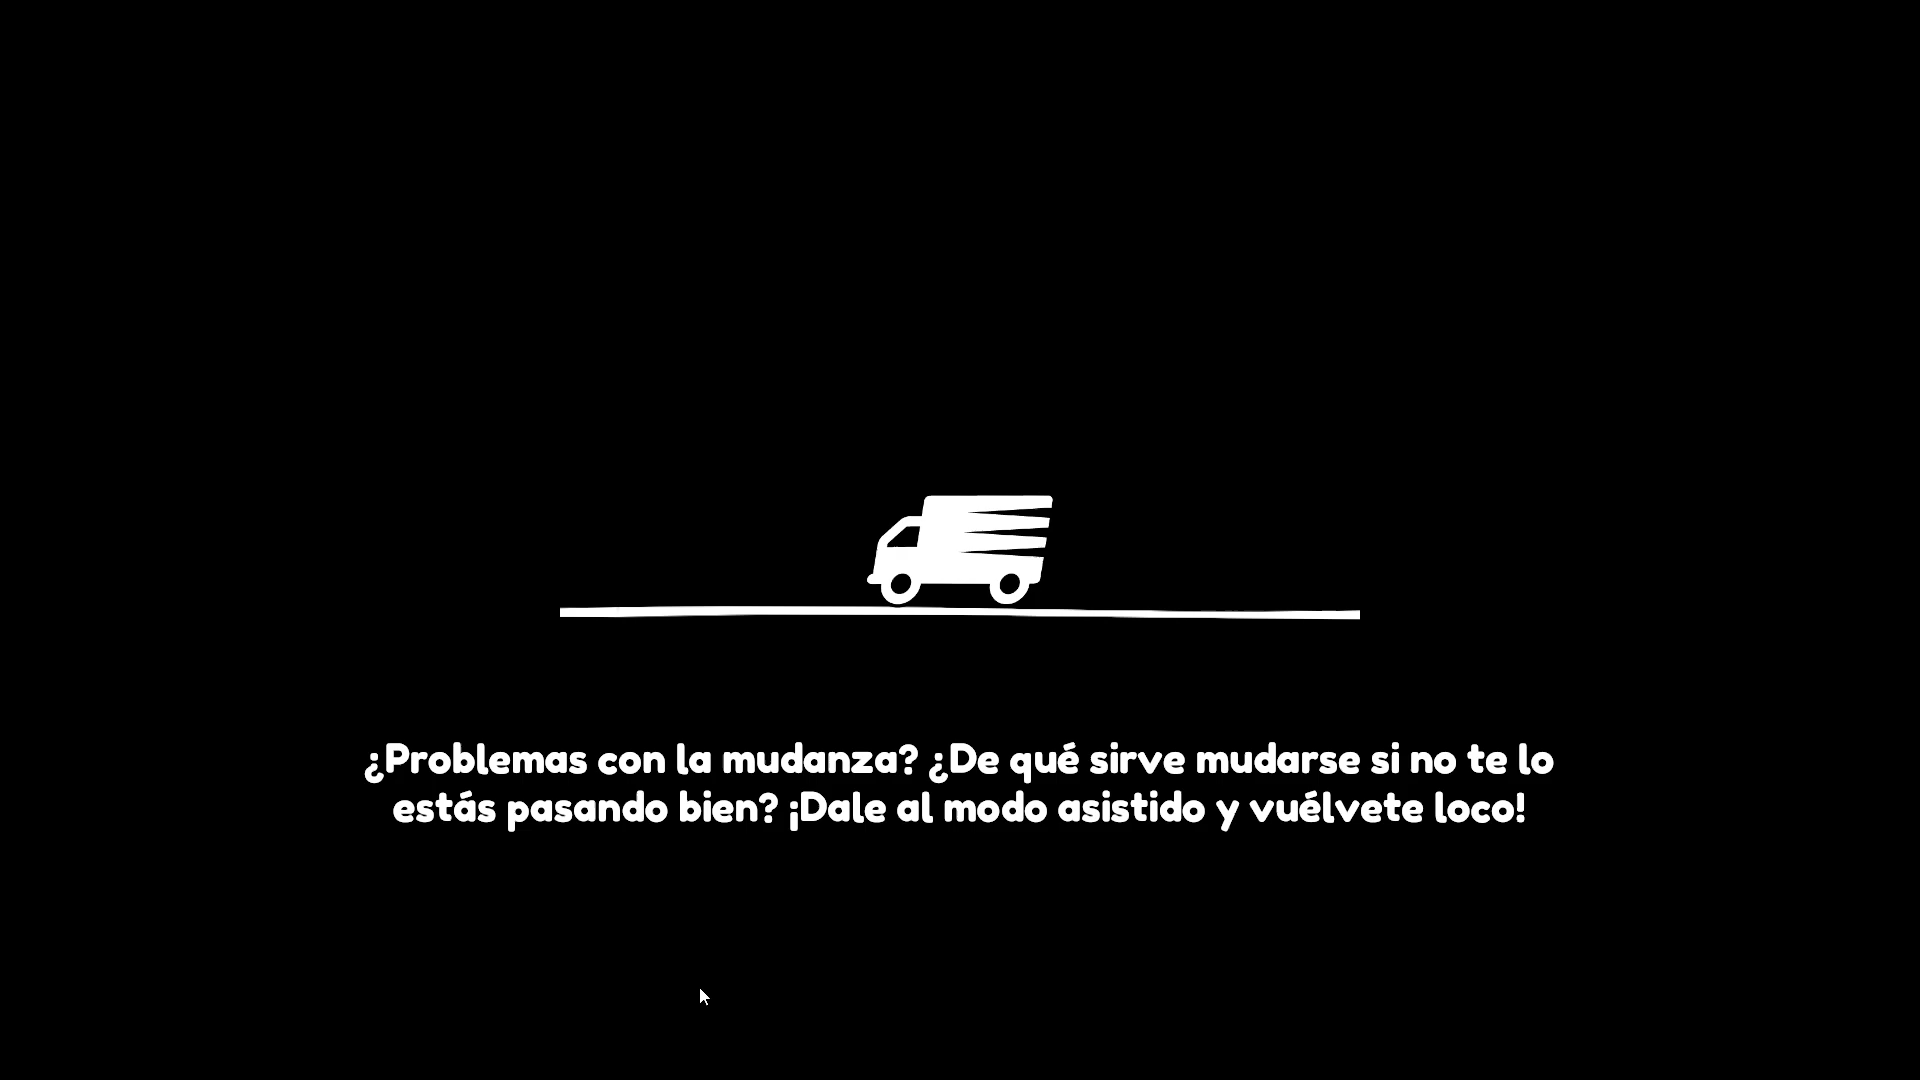 ¿Problemas con la mudanza? ¿De qué sirve mudarse si no te lo
estás pasando bien? ¡Dale al modo asistido y vuélvete loco!